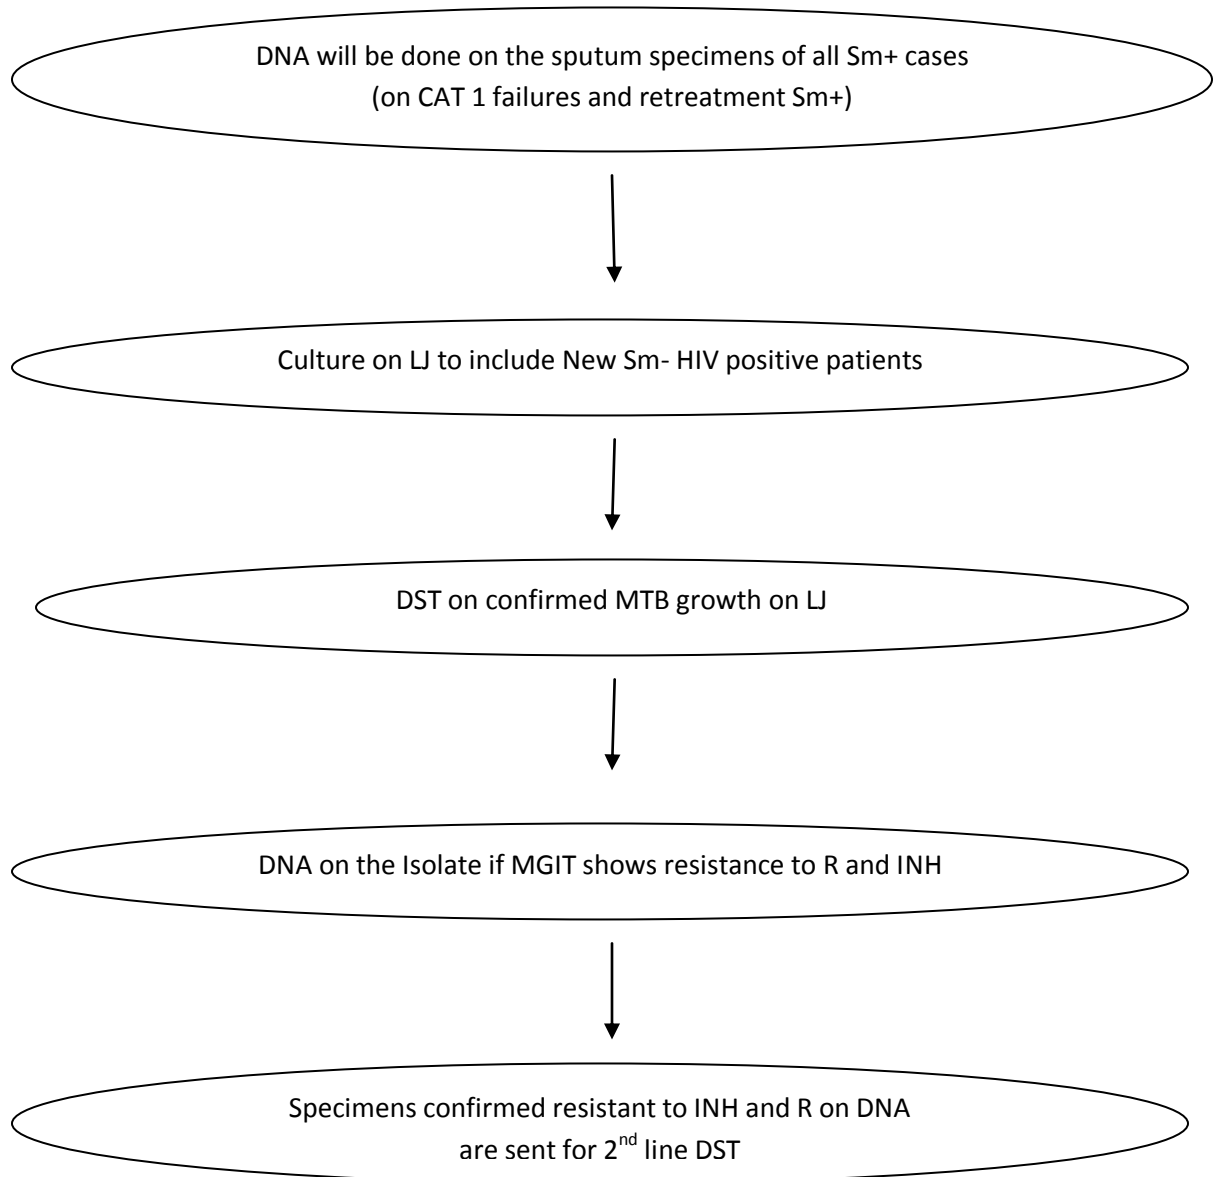 DNA will be done on the sputum specimens of all Sm+ cases
(on CAT 1 failures and retreatment Sm+)
Culture on LJ to include New Sm- HIV positive patients
DST on confirmed MTB growth on LJ
DNA on the Isolate if MGIT shows resistance to R and INH
Specimens confirmed resistant to INH and R on DNA
are sent for 2nd line DST